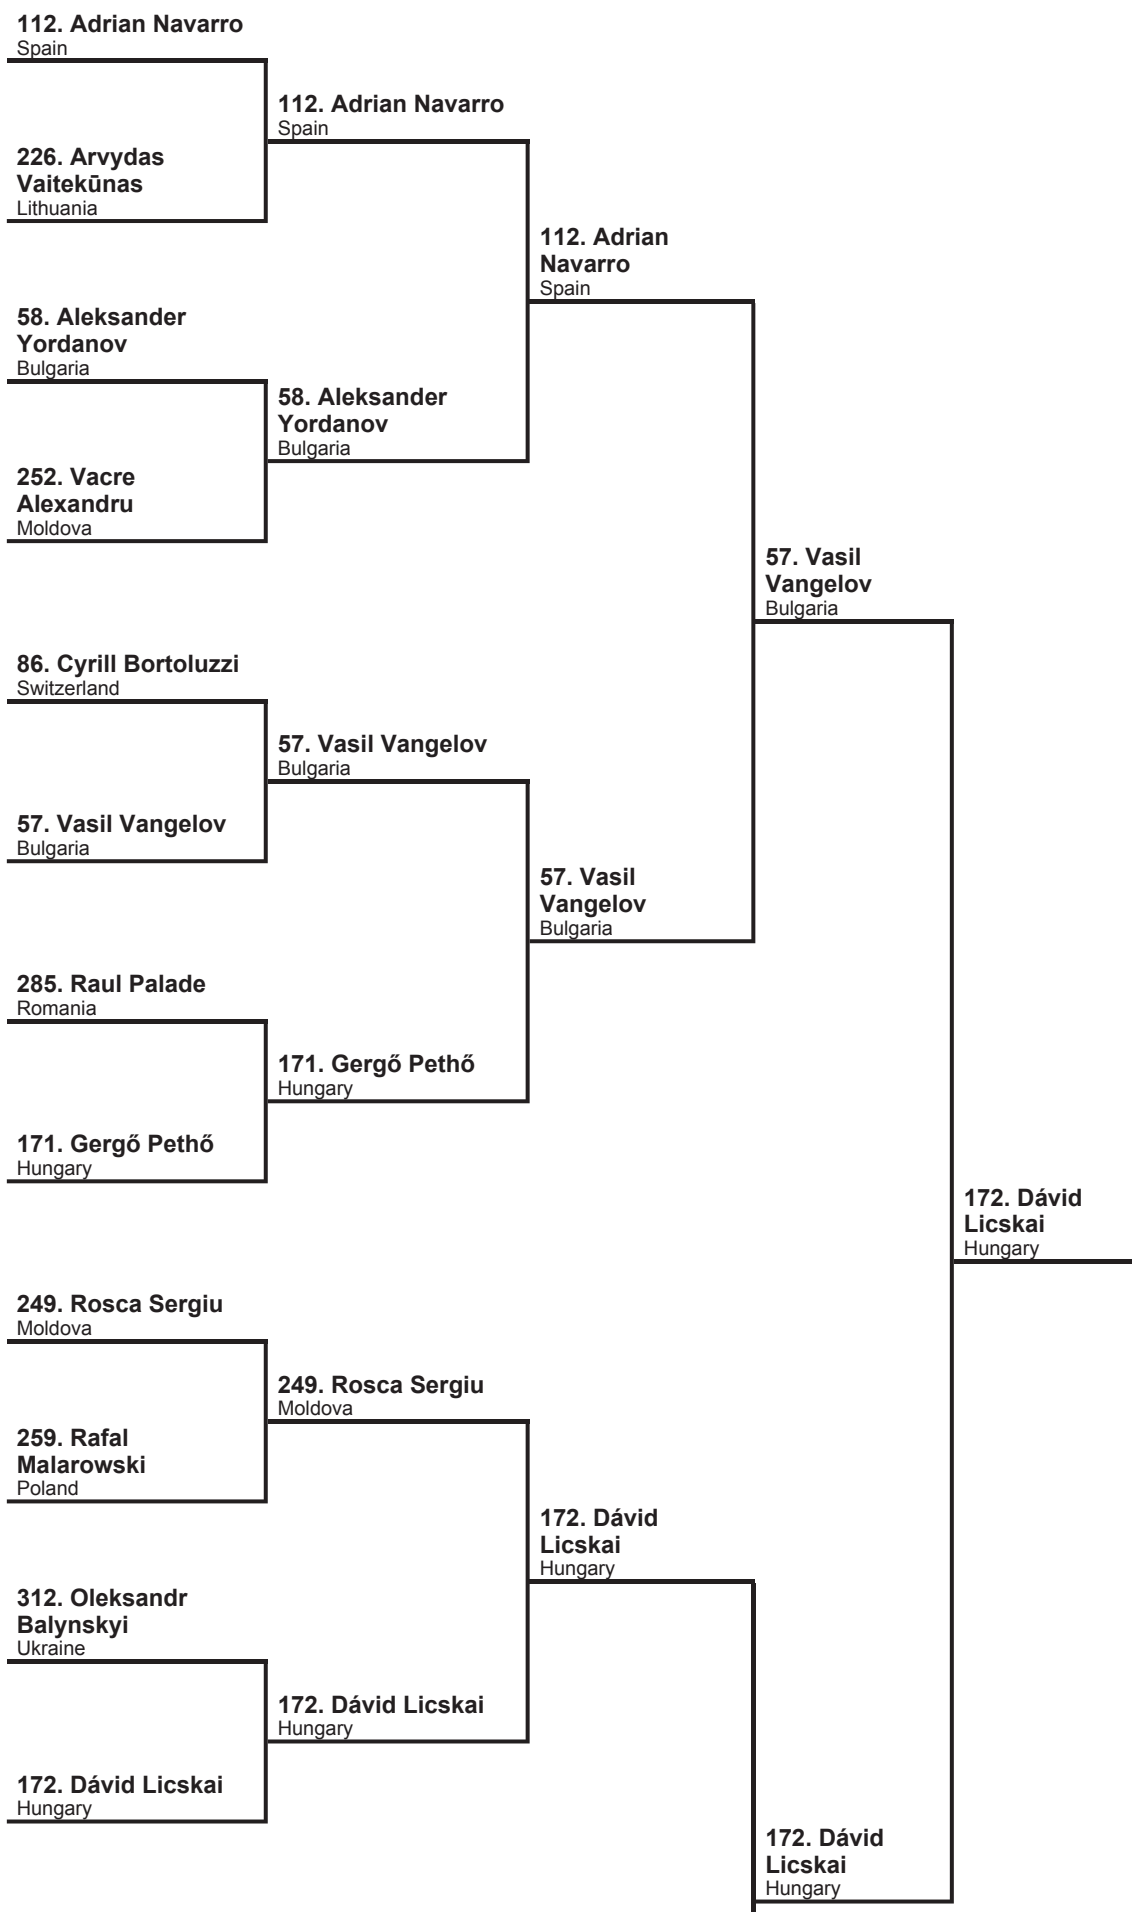 112. Adrian Navarro
Spain
112. Adrian Navarro
Spain
226. Arvydas
Vaitekūnas
Lithuania
112. Adrian
Navarro
Spain
58. Aleksander
Yordanov
Bulgaria
58. Aleksander
Yordanov
Bulgaria
252. Vacre
Alexandru
Moldova
57. Vasil
Vangelov
Bulgaria
86. Cyrill Bortoluzzi
Switzerland
57. Vasil Vangelov
Bulgaria
57. Vasil Vangelov
Bulgaria
57. Vasil
Vangelov
Bulgaria
285. Raul Palade
Romania
171. Gergő Pethő
Hungary
171. Gergő Pethő
Hungary
172. Dávid
Licskai
Hungary
249. Rosca Sergiu
Moldova
249. Rosca Sergiu
Moldova
259. Rafal
Malarowski
Poland
172. Dávid
Licskai
Hungary
312. Oleksandr
Balynskyi
Ukraine
172. Dávid Licskai
Hungary
172. Dávid Licskai
Hungary
172. Dávid
Licskai
Hungary